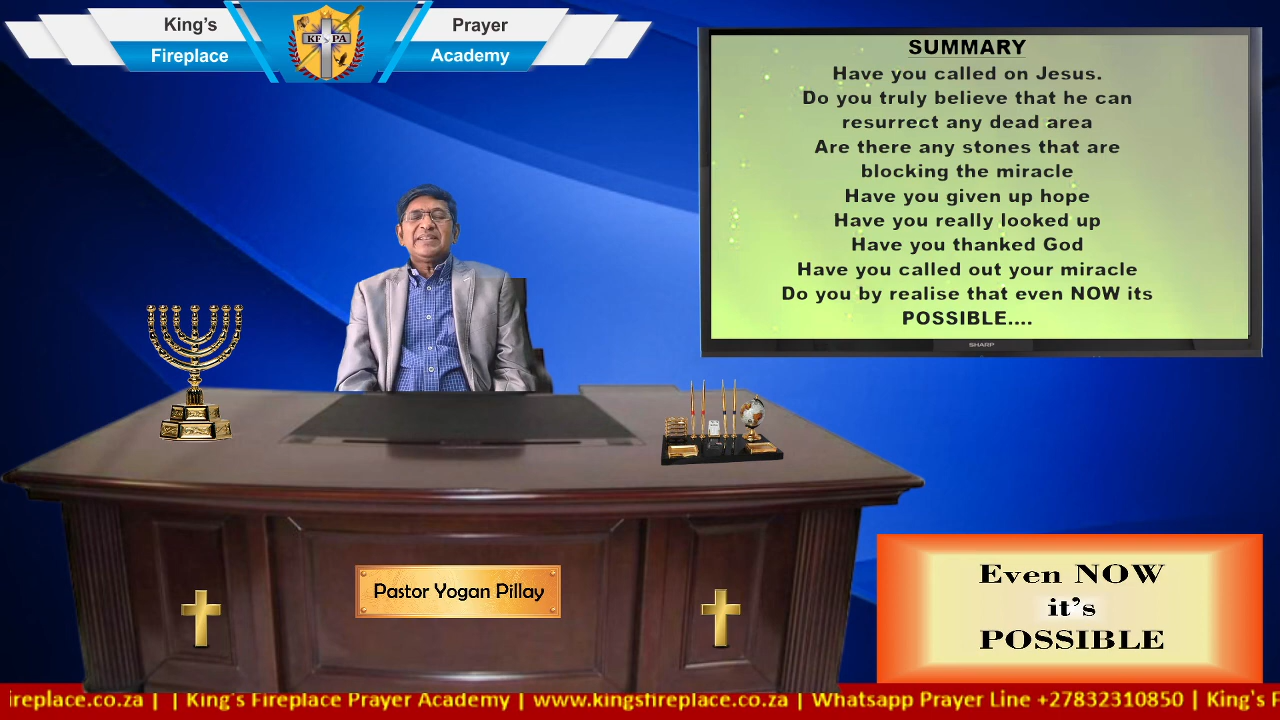 King's
Fireplace
KF PA
Prayer
Academy
SUMMARY
Have you called on Jesus.
Do you truly believe that he can
resurrect any dead area
Are there any stones that are
blocking the miracle
Have you given up hope
Have you really looked up
Have you thanked God
Have you called out your miracle
Do you by realise that even NOW its
POSSIBLE....
SHARP
Pastor Yogan Pillay
Even NOW
it's
POSSIBLE
ireplace.co.za | | King's Fireplace Prayer Academy | www.kingsfireplace.co.za | Whatsapp Prayer Line +27832310850 | King's F